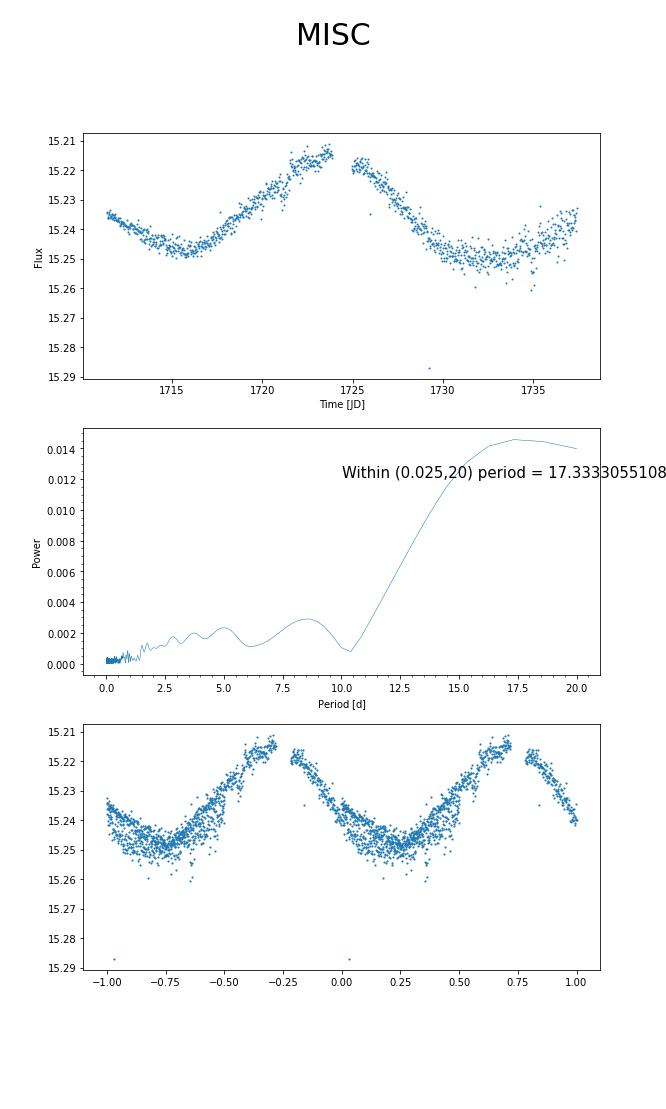 MISC
15.21
15.22
15.23
15.24
15.25
15.26
15.27
15.28
15.29
Flux
1715 1720 1725 1730 1735
Time [JD]
0.014
0.012
0.010
0.008
0.006
0.004
0.002
0.000
Power
Within (0.025,20) period = 17.3333055108
0.0 2.5 5.0 7.5 10.0 12.5 15.0 17.5 20.0
Period [d]
15.21
15.22
15.23
15.24
15.25
15.26
15.27
15.28
15.29
−1.00 −0.75 −0.50 −0.25 0.00 0.25 0.50 0.75 1.00